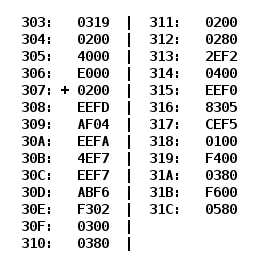 303: 0319 | 311: 0200
304: 0200 | 312: 0280
305: 4000 | 313: 2EF2
306: E000 | 314: 0400
307: + 0200 | 315: EEF0
308: EEFD | 316: 8305
309: AF04 | 317: CEF5
30A: EEFA | 318: 0100
30B: 4EF7 | 319: F400
30C: EEF7 | 31A: 0380
30D: ABF6 | 31B: F600
30E: F302 | 31C: 0580
30F: 0300 |
310: 0380 |